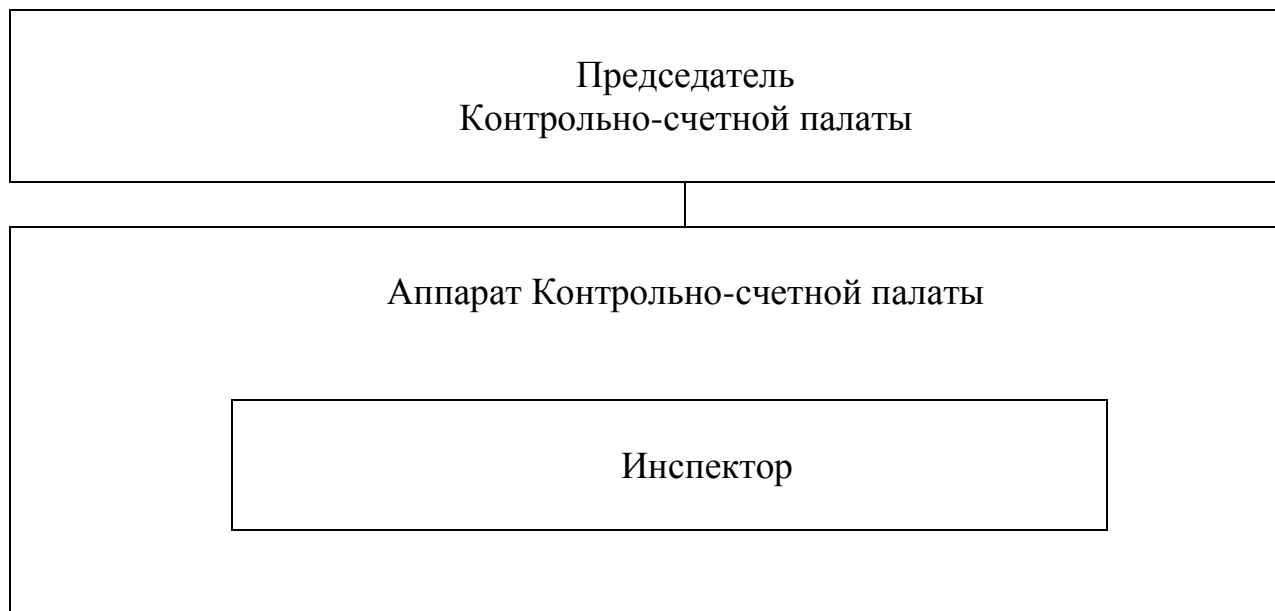 Председатель
Контрольно-счетной палаты
Аппарат Контрольно-счетной палаты
Инспектор